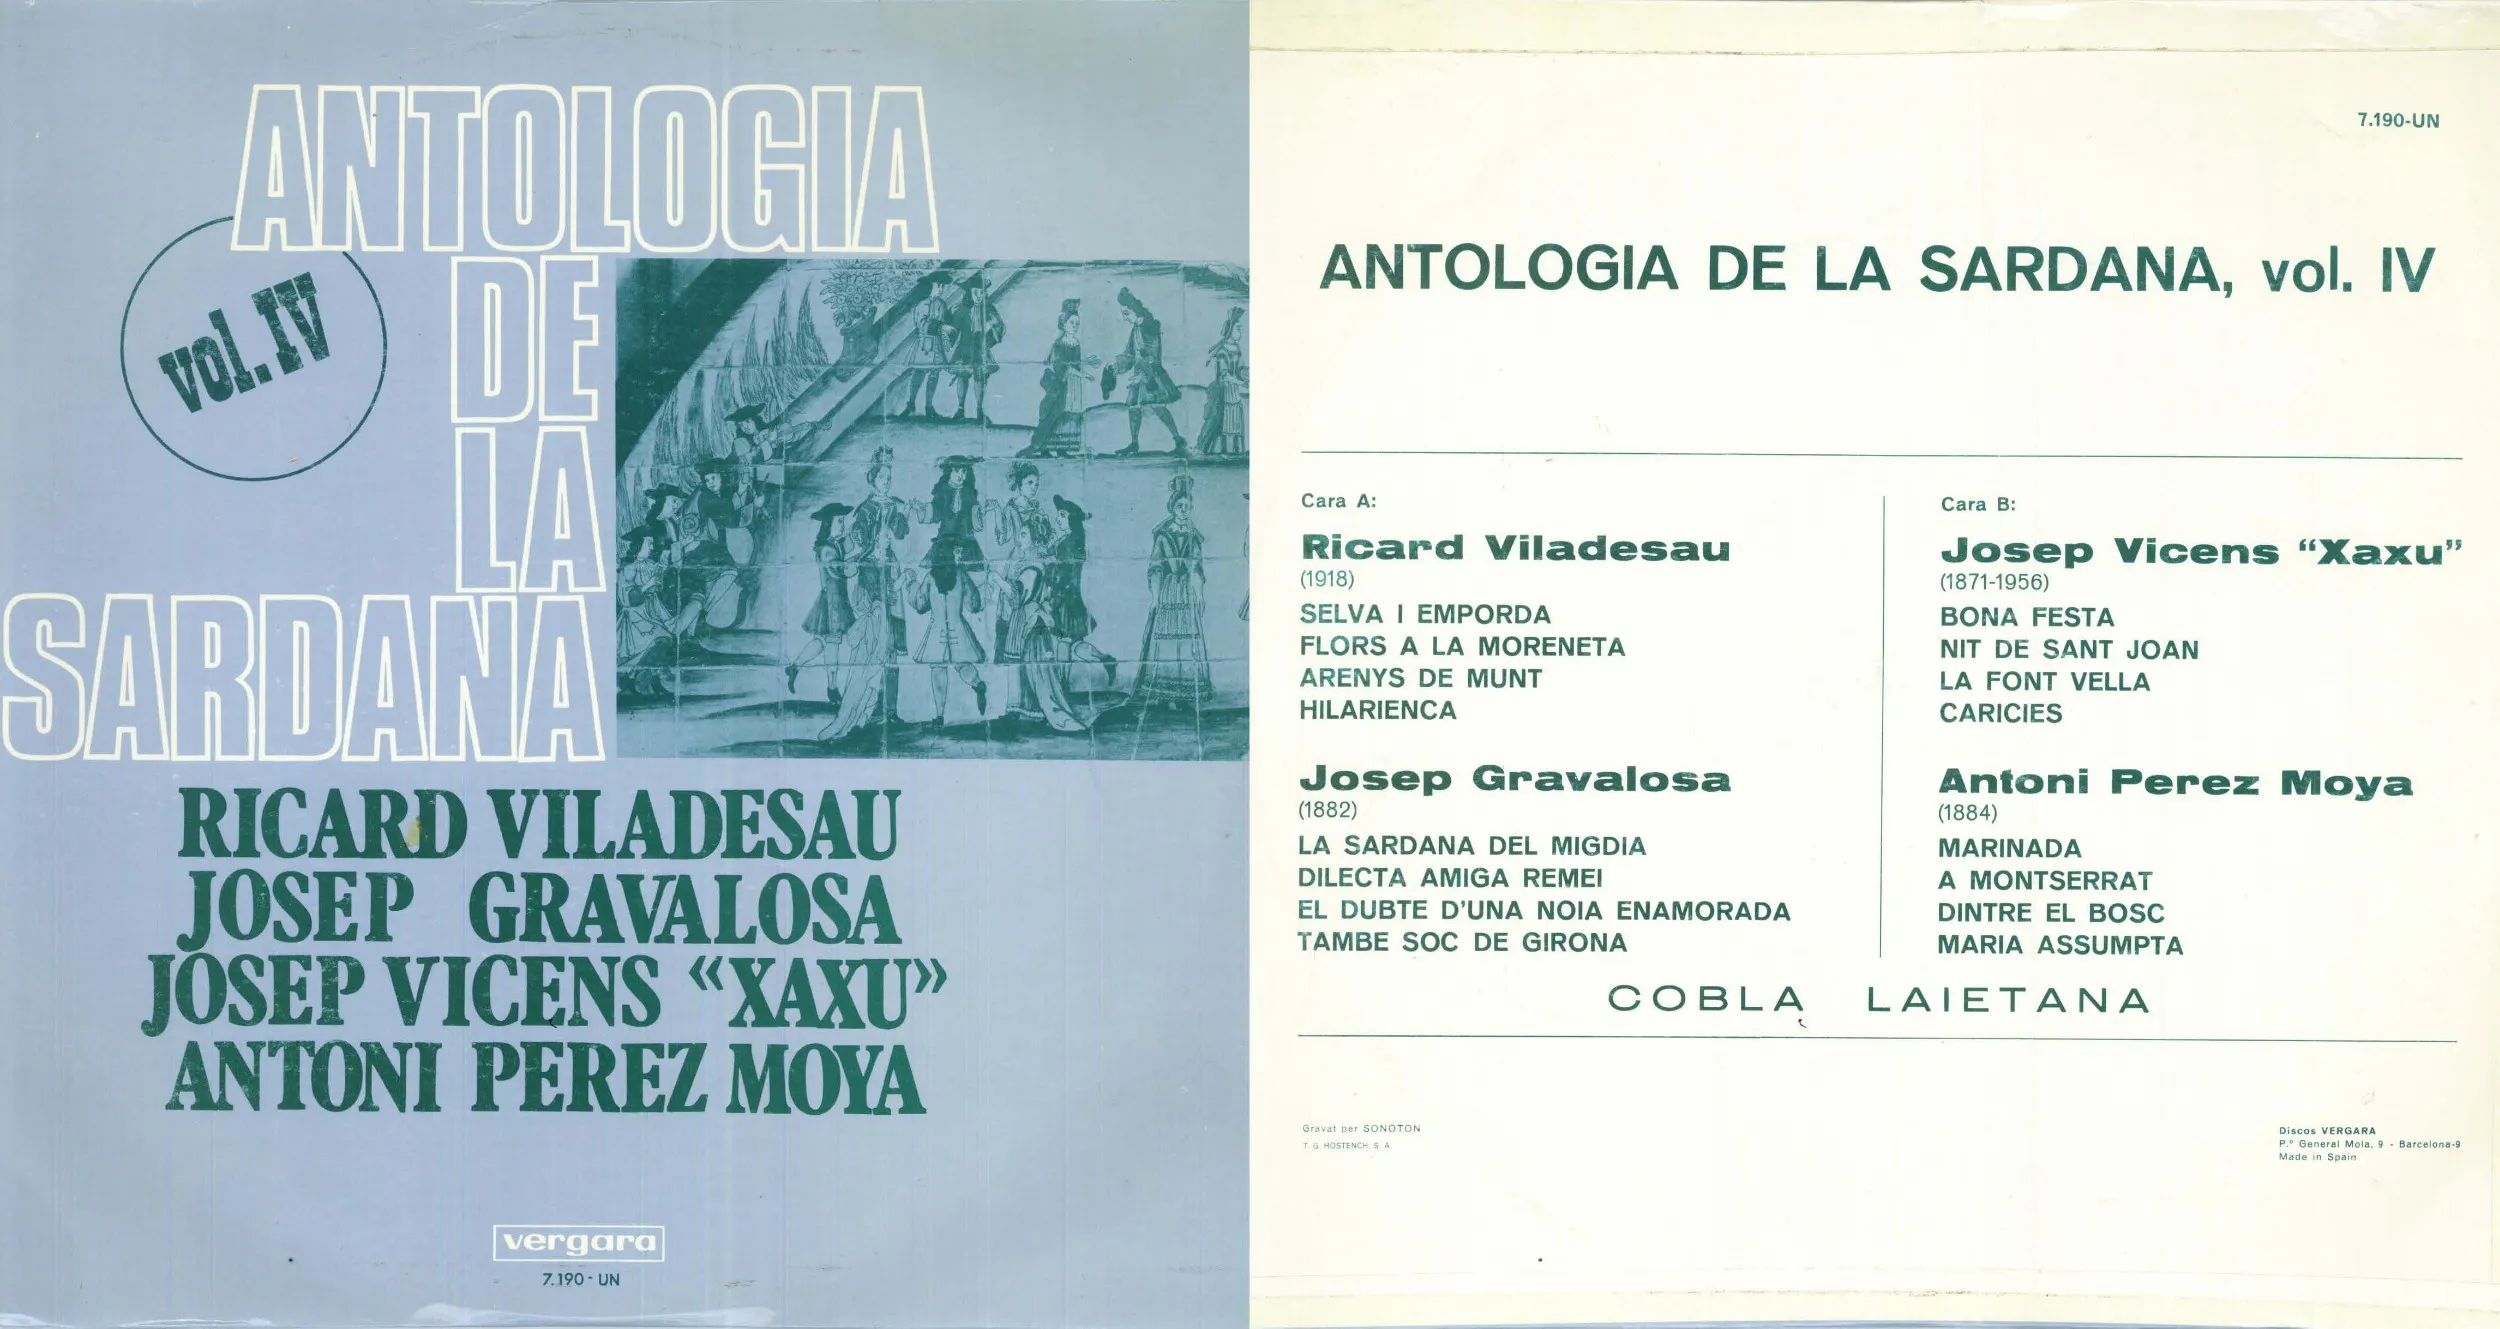 ANTOLOGIA
DE
LA
SARDANA
vol. IV
RICARD VILADESAU
JOSEP GRAVALOSA
JOSEP VICENS «XAXU»
ANTONI PEREZ MOYA
vergara
7.190 - UN
7.190-UN
ANTOLOGIA DE LA SARDANA, vol. IV
Cara A:
Ricard Viladesau
(1918)
SELVA I EMPORDA
FLORS A LA MORENETA
ARENYS DE MUNT
HILARIENCA
Josep Gravalosa
(1882)
LA SARDANA DEL MIGDIA
DILECTA AMIGA REMEI
EL DUBTE D'UNA NOIA ENAMORADA
TAMBE SOC DE GIRONA
Cara B:
Josep Vicens “Xaxu”
(1871-1956)
BONA FESTA
NIT DE SANT JOAN
LA FONT VELLA
CARICIES
Antoni Perez Moya
(1884)
MARINADA
A MONTSERRAT
DINTRE EL BOSC
MARIA ASSUMPTA
COBLA LAIETANA
Gravat per SONOTON
T. G. HOSTENCH, S. A.
Discos VERGARA
P.º General Mola, 9 - Barcelona-9
Made in Spain